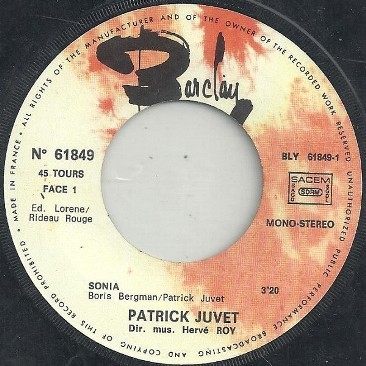 ALL RIGHTS OF THE MANUFACTURER AND OF THE OWNER OF THE RECORDED WORK RESERVED. UNAUTHORIZED PUBLIC PERFORMANCE BROADCASTING AND COPYING OF THIS RECORD PROHIBITED • MADE IN FRANCE •
Barclay
N° 61849
45 TOURS
FACE 1
Ed. Lorene/
Rideau Rouge
BLY 61849-1
SACEM
SDRM
MONO-STEREO
SONIA 3'20
Boris Bergman/Patrick Juvet
PATRICK JUVET
Dir. mus. Hervé ROY